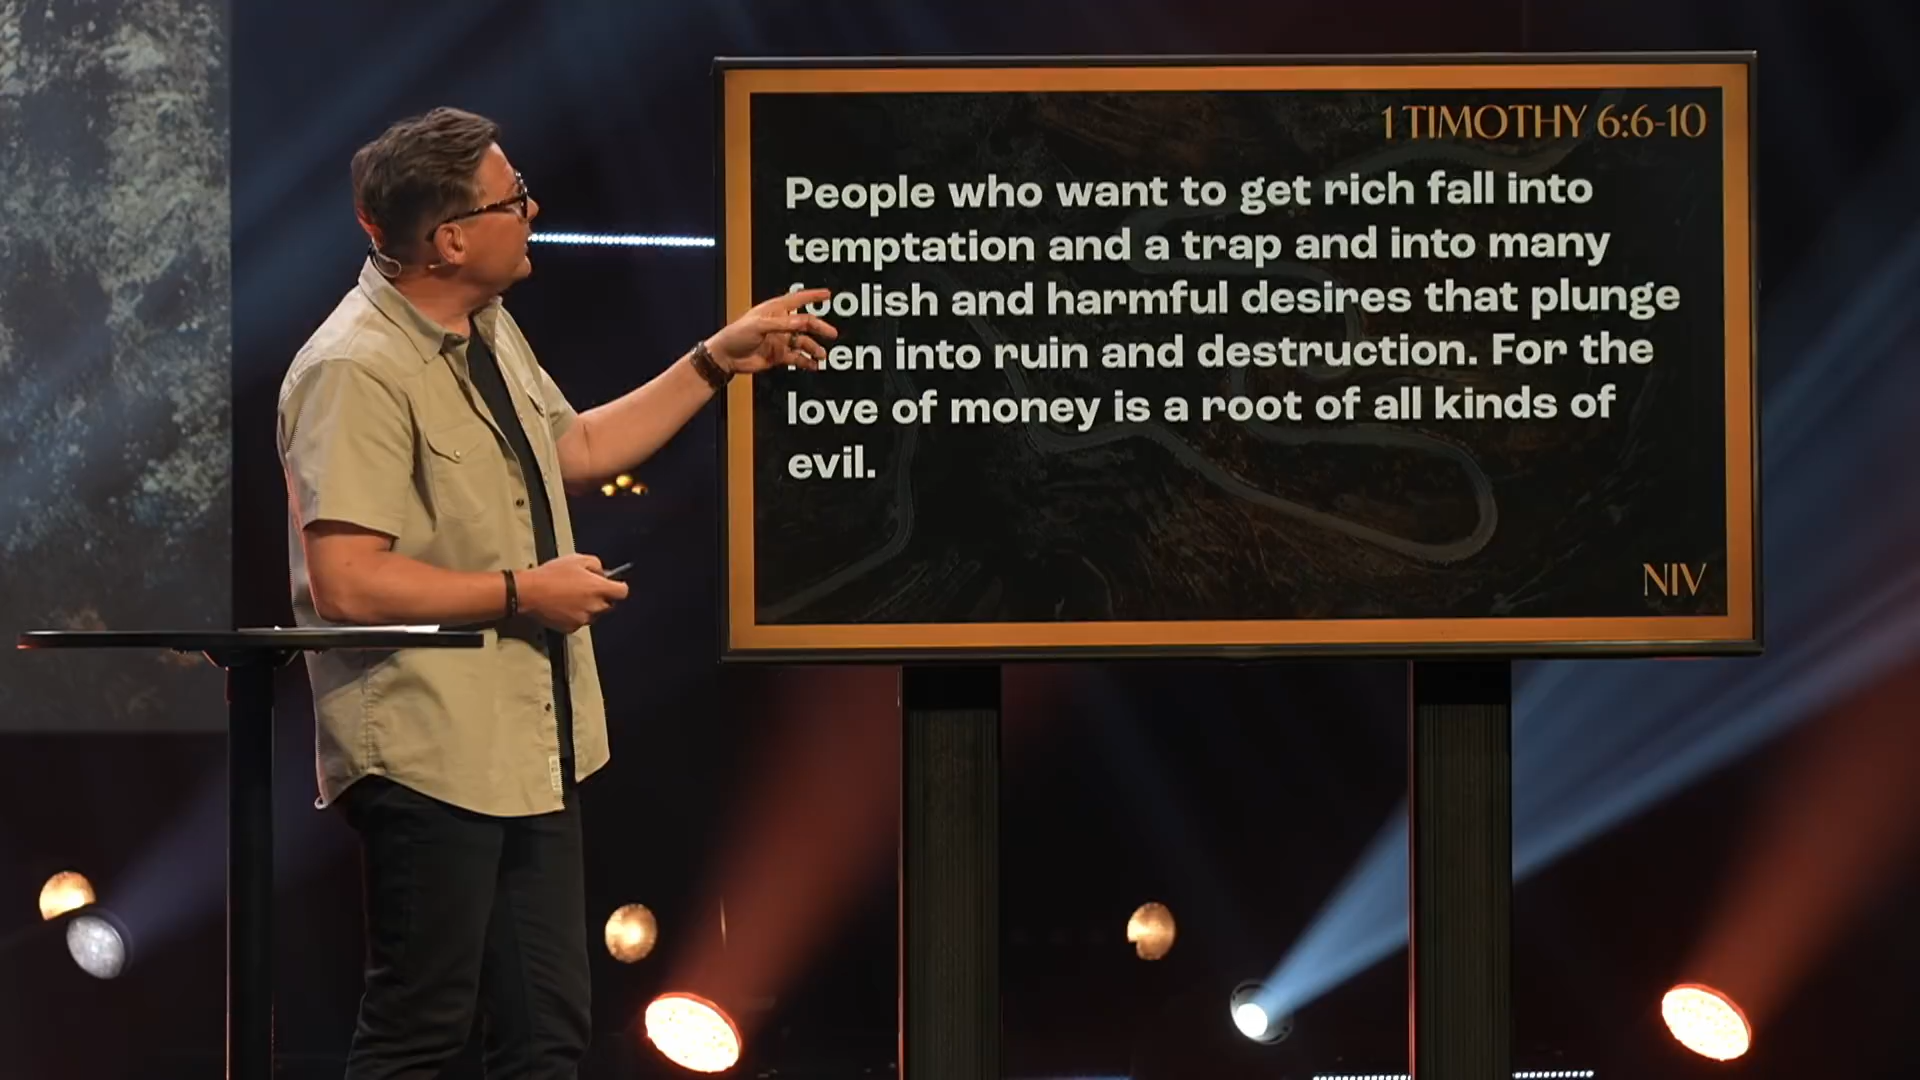 1 TIMOTHY 6:6-10
People who want to get rich fall into
temptation and a trap and into many
foolish and harmful desires that plunge
men into ruin and destruction. For the
love of money is a root of all kinds of
evil.
NIV